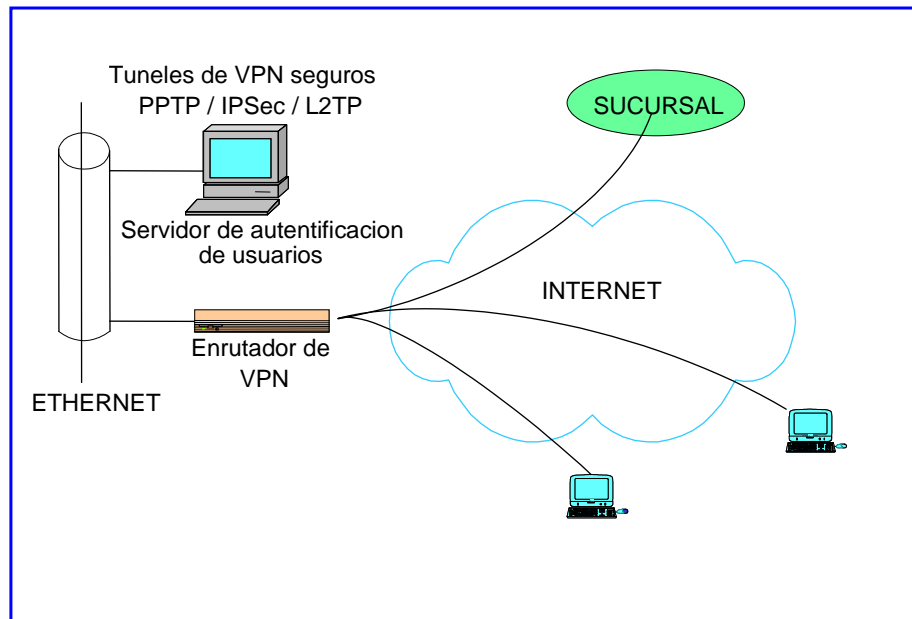 Tuneles de VPN seguros
PPTP / IPSec / L2TP
SUCURSAL
Servidor de autentificacion
de usuarios
INTERNET
Enrutador de
VPN
ETHERNET